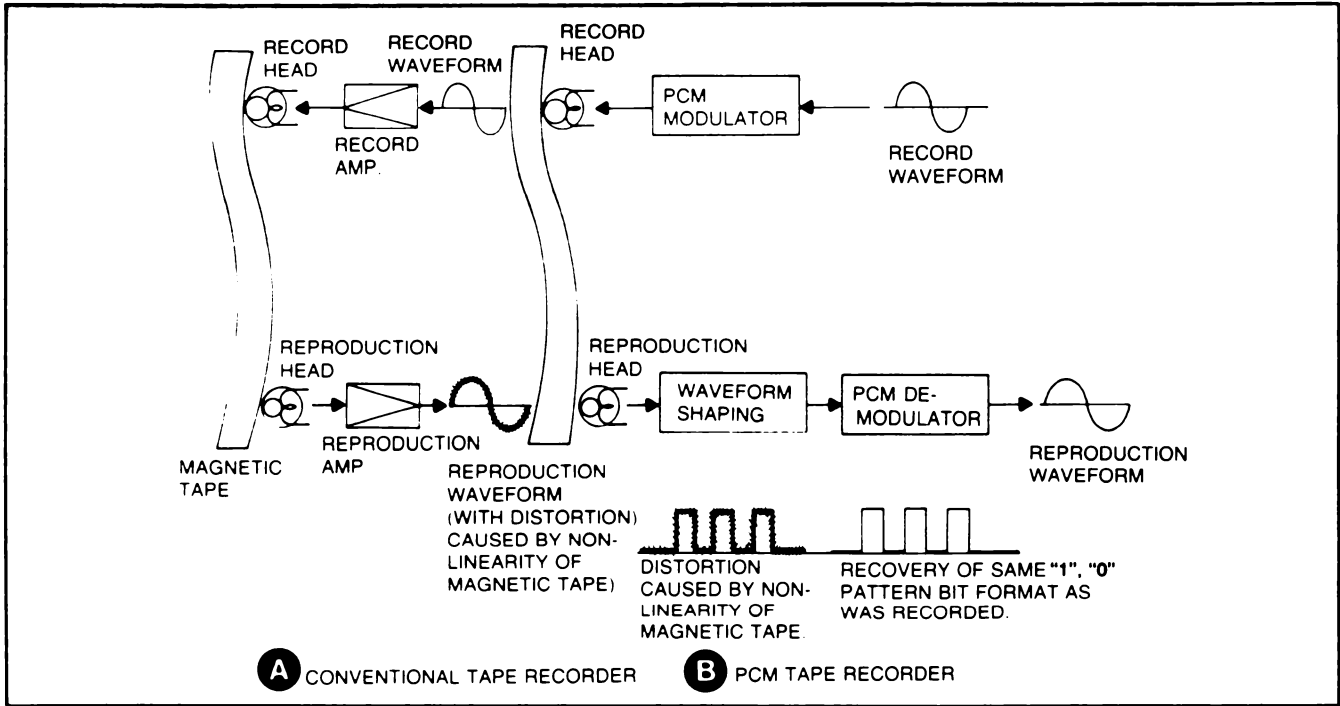 RECORD
HEAD
RECORD
WAVEFORM
RECORD
AMP.
RECORD
HEAD
PCM
MODULATOR
RECORD
WAVEFORM
MAGNETIC
TAPE
REPRODUCTION
HEAD
REPRODUCTION
AMP
REPRODUCTION
WAVEFORM
(WITH DISTORTION)
CAUSED BY NON-
LINEARITY OF
MAGNETIC TAPE)
REPRODUCTION
HEAD
WAVEFORM
SHAPING
PCM DE-
MODULATOR
REPRODUCTION
WAVEFORM
DISTORTION
CAUSED BY NON-
LINEARITY OF
MAGNETIC TAPE.
RECOVERY OF SAME "1", "0"
PATTERN BIT FORMAT AS
WAS RECORDED.
A CONVENTIONAL TAPE RECORDER
B PCM TAPE RECORDER